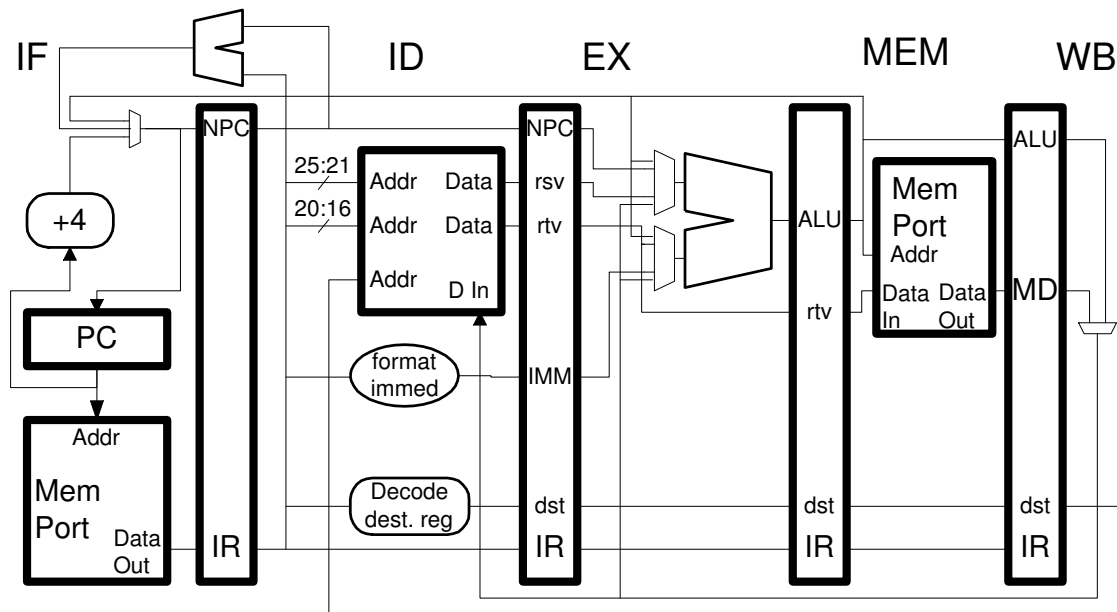 IF
ID
EX
MEM
WB
NPC
NPC
ALU
25:21
Addr
Data
rsv
Mem
Port
20:16
Addr
Data
rtv
ALU
+4
Addr
Addr
D In
Data
In
Data
Out
MD
rtv
PC
format
immed
IMM
Addr
Mem
Port
Data
Out
Decode
dest. reg
dst
dst
dst
IR
IR
IR
IR